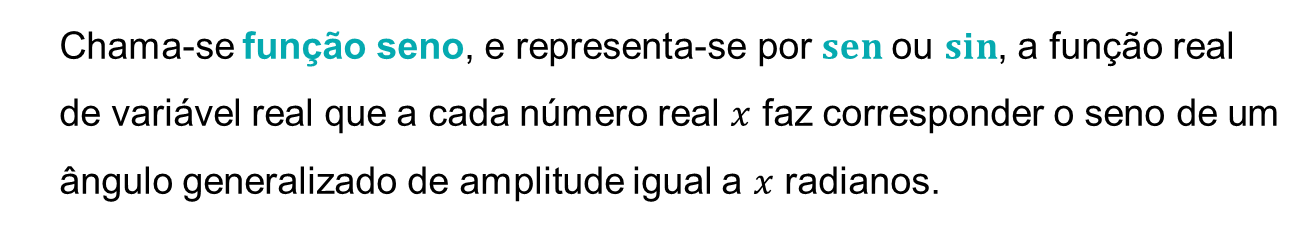 Chama-se função seno, e representa-se por sen ou sin, a função real
de variável real que a cada número real x faz corresponder o seno de um
ângulo generalizado de amplitude igual a x radianos.